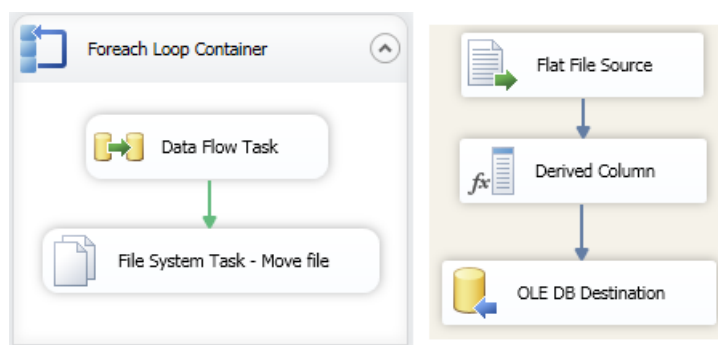 Foreach Loop Container
Data Flow Task
File System Task - Move file
Flat File Source
fx
Derived Column
OLE DB Destination